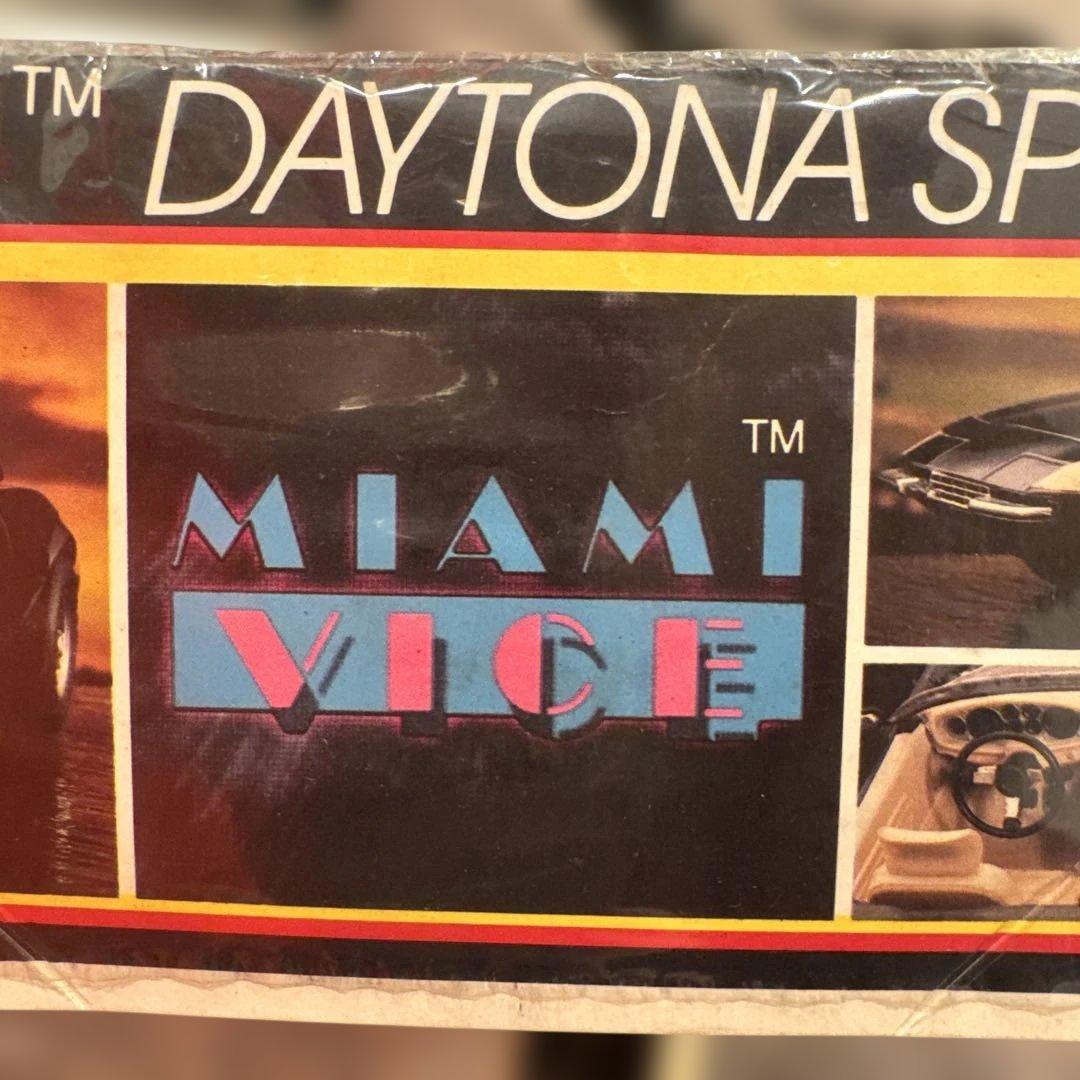 ™ DAYTONA SP
™
MIAMI
VICE